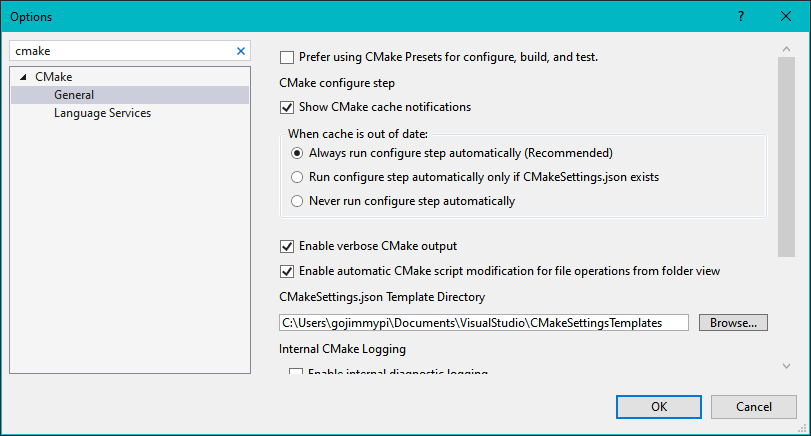 Options
cmake
CMake
General
Language Services
Prefer using CMake Presets for configure, build, and test.
CMake configure step
Show CMake cache notifications
When cache is out of date:
Always run configure step automatically (Recommended)
Run configure step automatically only if CMakeSettings.json exists
Never run configure step automatically
Enable verbose CMake output
Enable automatic CMake script modification for file operations from folder view
CMakeSettings.json Template Directory
C:\Users\gojimmypi\Documents\VisualStudio\CMakeSettingsTemplates
Browse...
Internal CMake Logging
Enable internal diagnostic logging
OK
Cancel